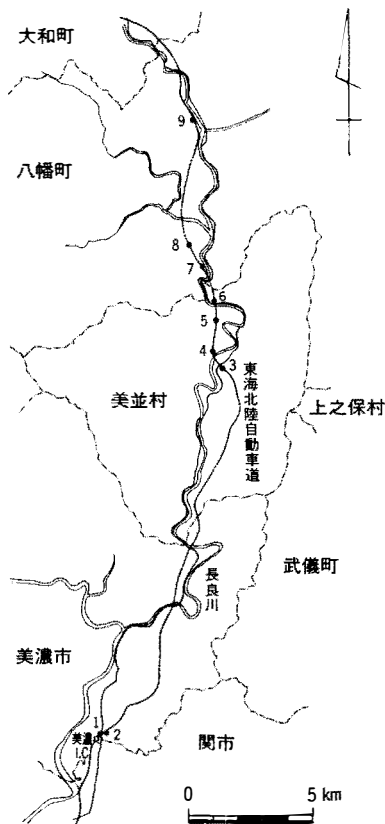 大和町
9
八幡町
8
7
6
5
4
3
東海北陸自動車道
美並村
上之保村
武儀町
長良川
美濃市
1
2
美濃
I.C.
関市
0 5 km